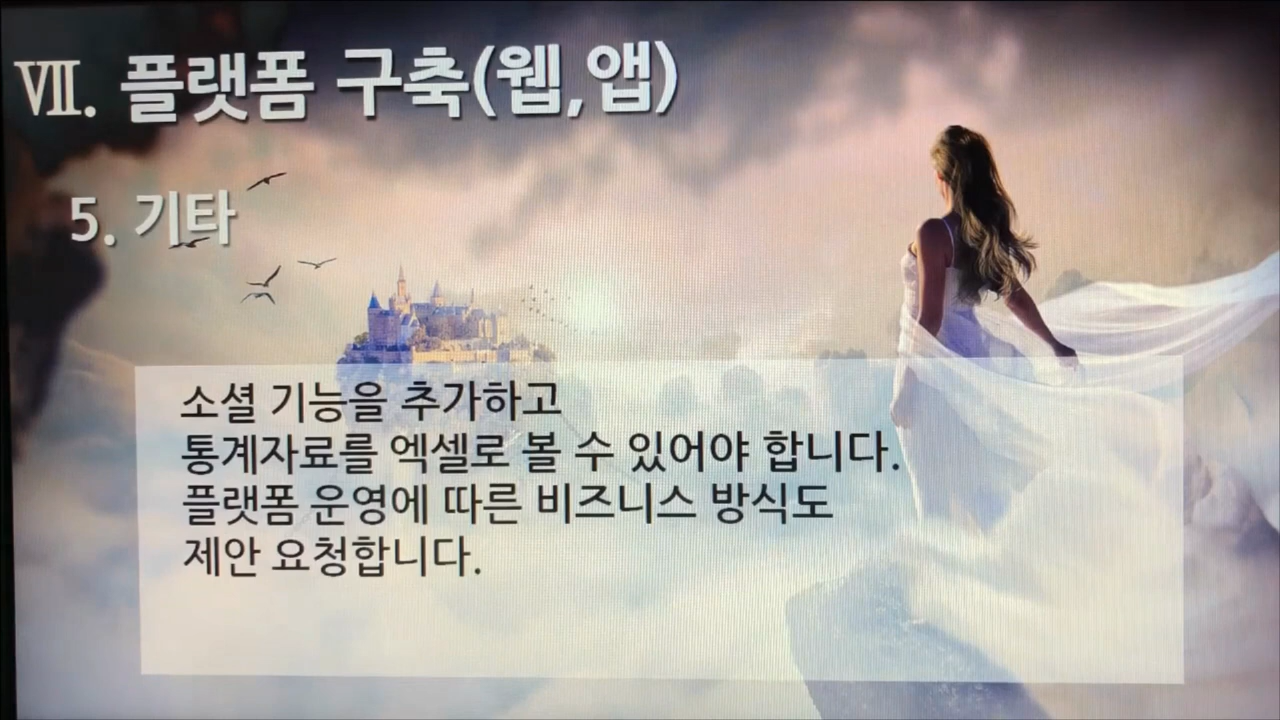 Ⅶ. 플랫폼 구축(웹,앱)
5. 기타
소셜 기능을 추가하고
통계자료를 엑셀로 볼 수 있어야 합니다.
플랫폼 운영에 따른 비즈니스 방식도
제안 요청합니다.